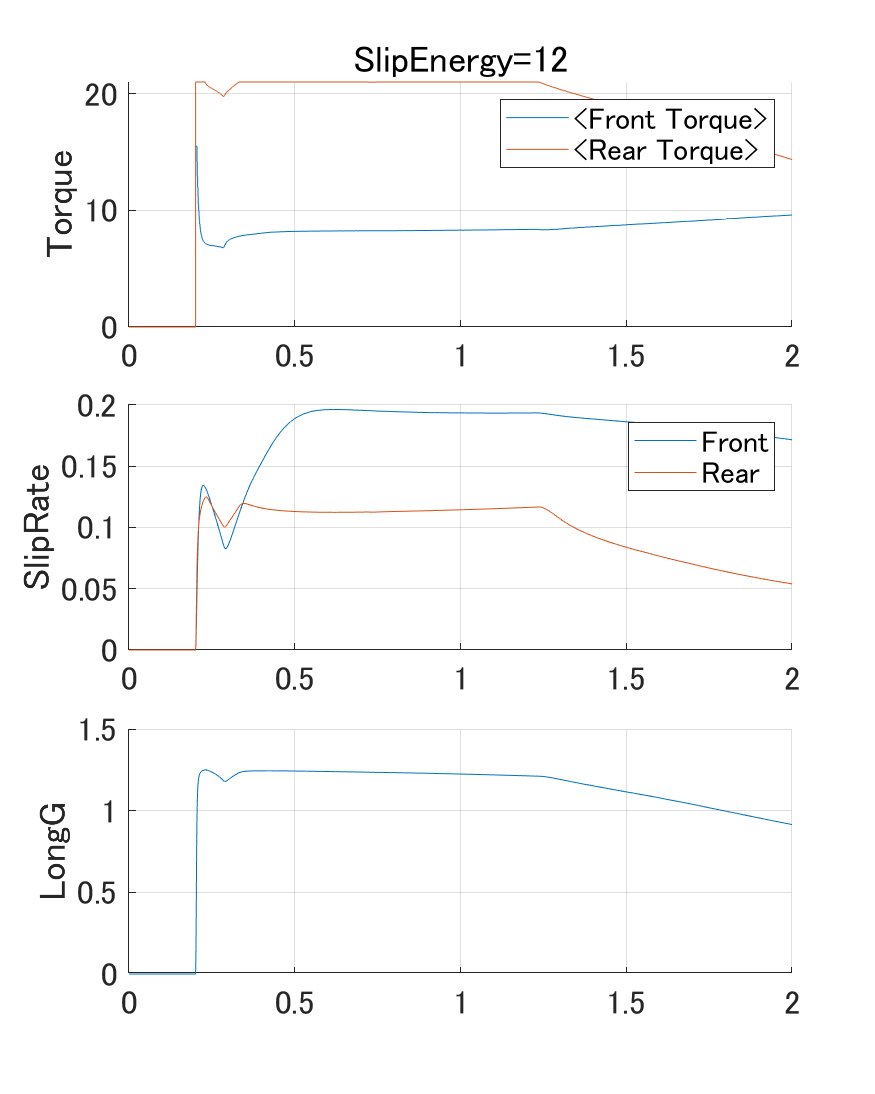 SlipEnergy=12
Torque
20
10
0
<Front Torque>
<Rear Torque>
0 0.5 1 1.5 2
SlipRate
0.2
0.15
0.1
0.05
0
Front
Rear
0 0.5 1 1.5 2
LongG
1.5
1
0.5
0
0 0.5 1 1.5 2